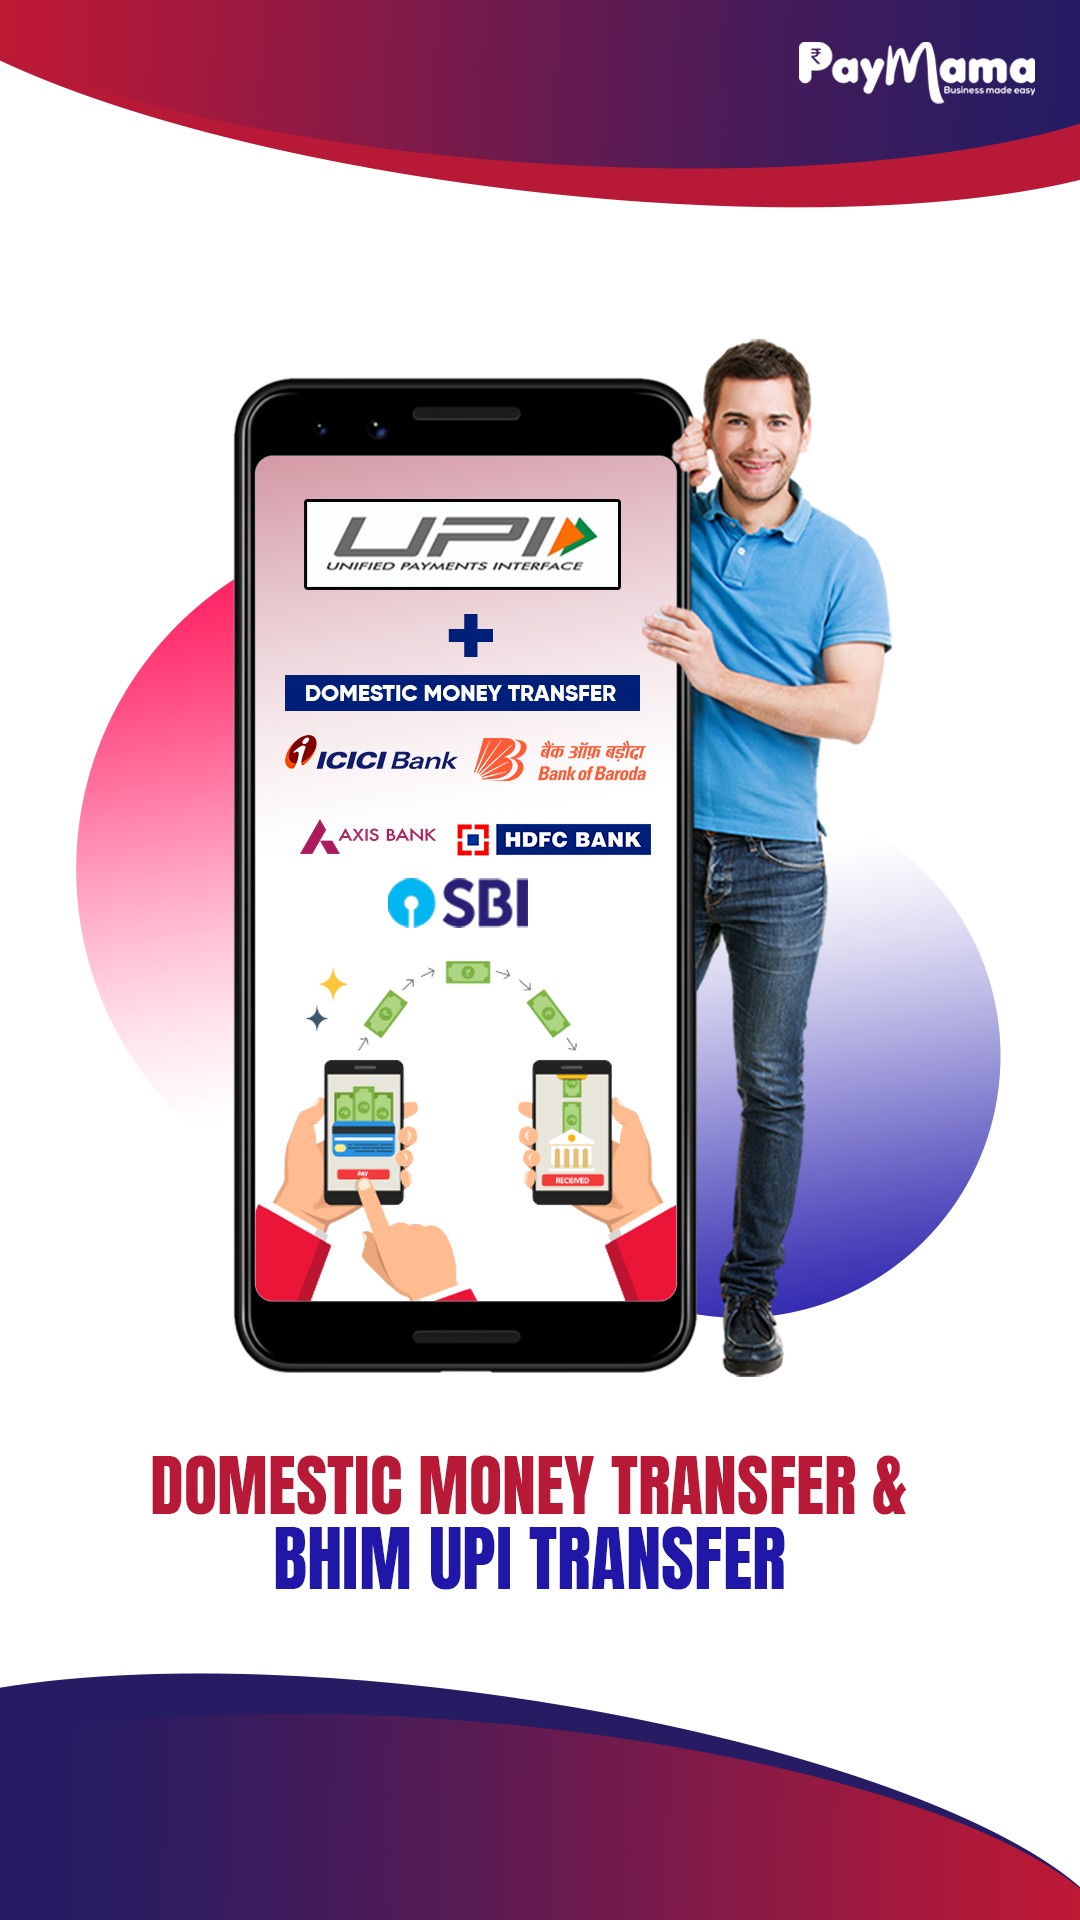 PayMama
Business made easy
UPI
UNIFIED PAYMENTS INTERFACE
DOMESTIC MONEY TRANSFER
ICICI Bank
बैंक ऑफ़ बड़ौदा
Bank of Baroda
AXIS BANK
HDFC BANK
SBI
PAY
RECEIVED
DOMESTIC MONEY TRANSFER &
BHIM UPI TRANSFER